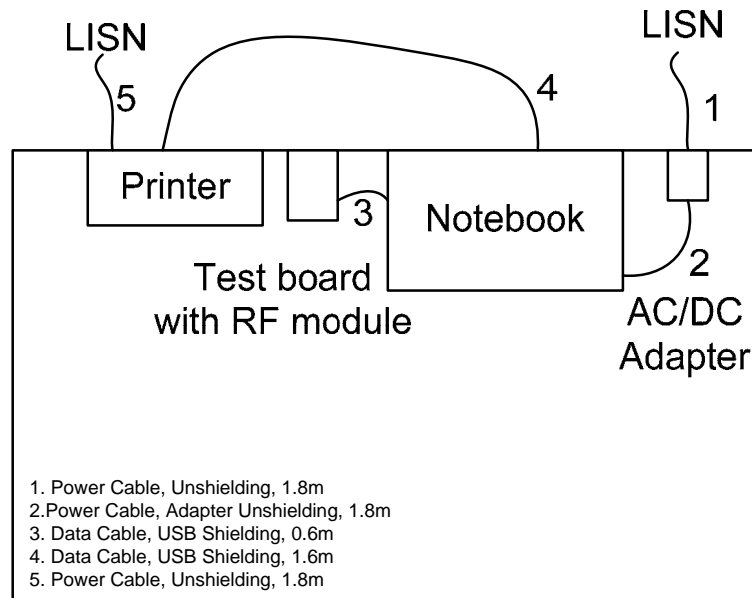 LISN
LISN
5
4
1
Printer
3
Notebook
2
Test board
with RF module
AC/DC
Adapter
1. Power Cable, Unshielding, 1.8m
2.Power Cable, Adapter Unshielding, 1.8m
3. Data Cable, USB Shielding, 0.6m
4. Data Cable, USB Shielding, 1.6m
5. Power Cable, Unshielding, 1.8m